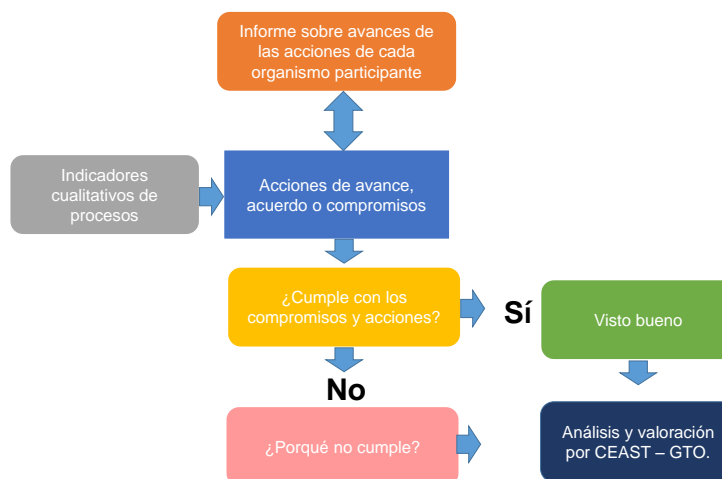 Informe sobre avances de
las acciones de cada
organismo participante
Indicadores
cualitativos de
procesos
Acciones de avance,
acuerdo o compromisos
¿Cumple con los
compromisos y acciones?
Sí
Visto bueno
No
¿Porqué no cumple?
Análisis y valoración
por CEAST – GTO.